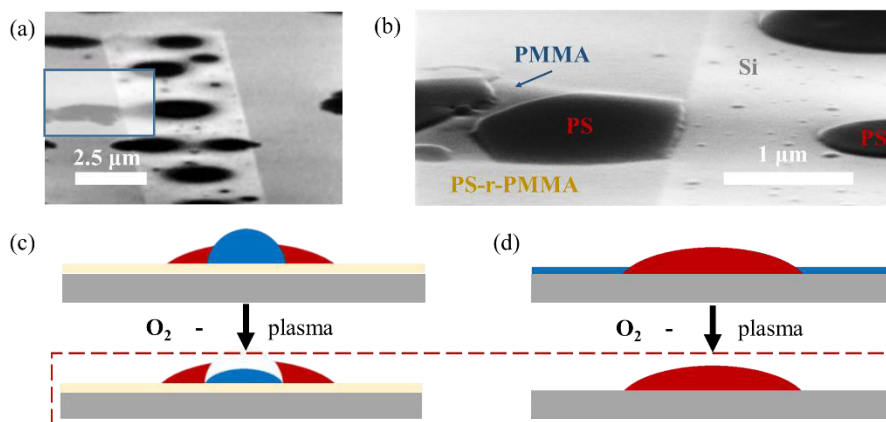 (a)
2.5 μm
(b)
PMMA
Si
PS
PS
PS-r-PMMA
1 μm
(c)
O2 - plasma
(d)
O2 - plasma